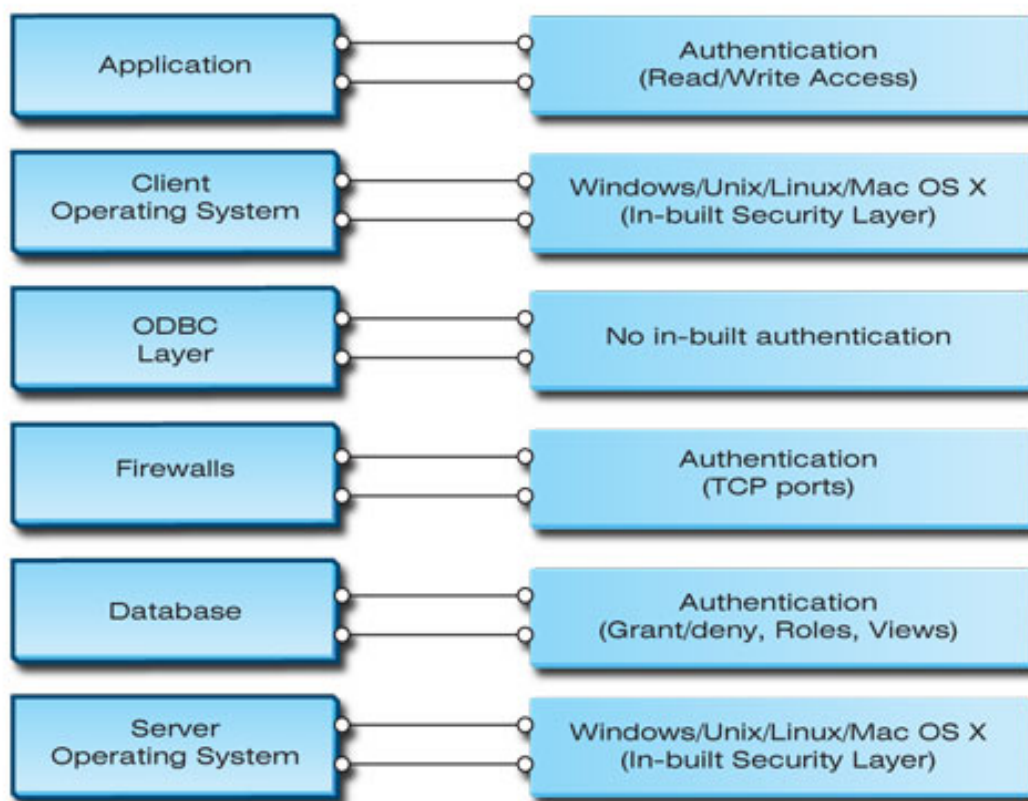 Application
Authentication
(Read/Write Access)
Client
Operating System
Windows/Unix/Linux/Mac OS X
(In-built Security Layer)
ODBC
Layer
No in-built authentication
Firewalls
Authentication
(TCP ports)
Database
Authentication
(Grant/deny, Roles, Views)
Server
Operating System
Windows/Unix/Linux/Mac OS X
(In-built Security Layer)